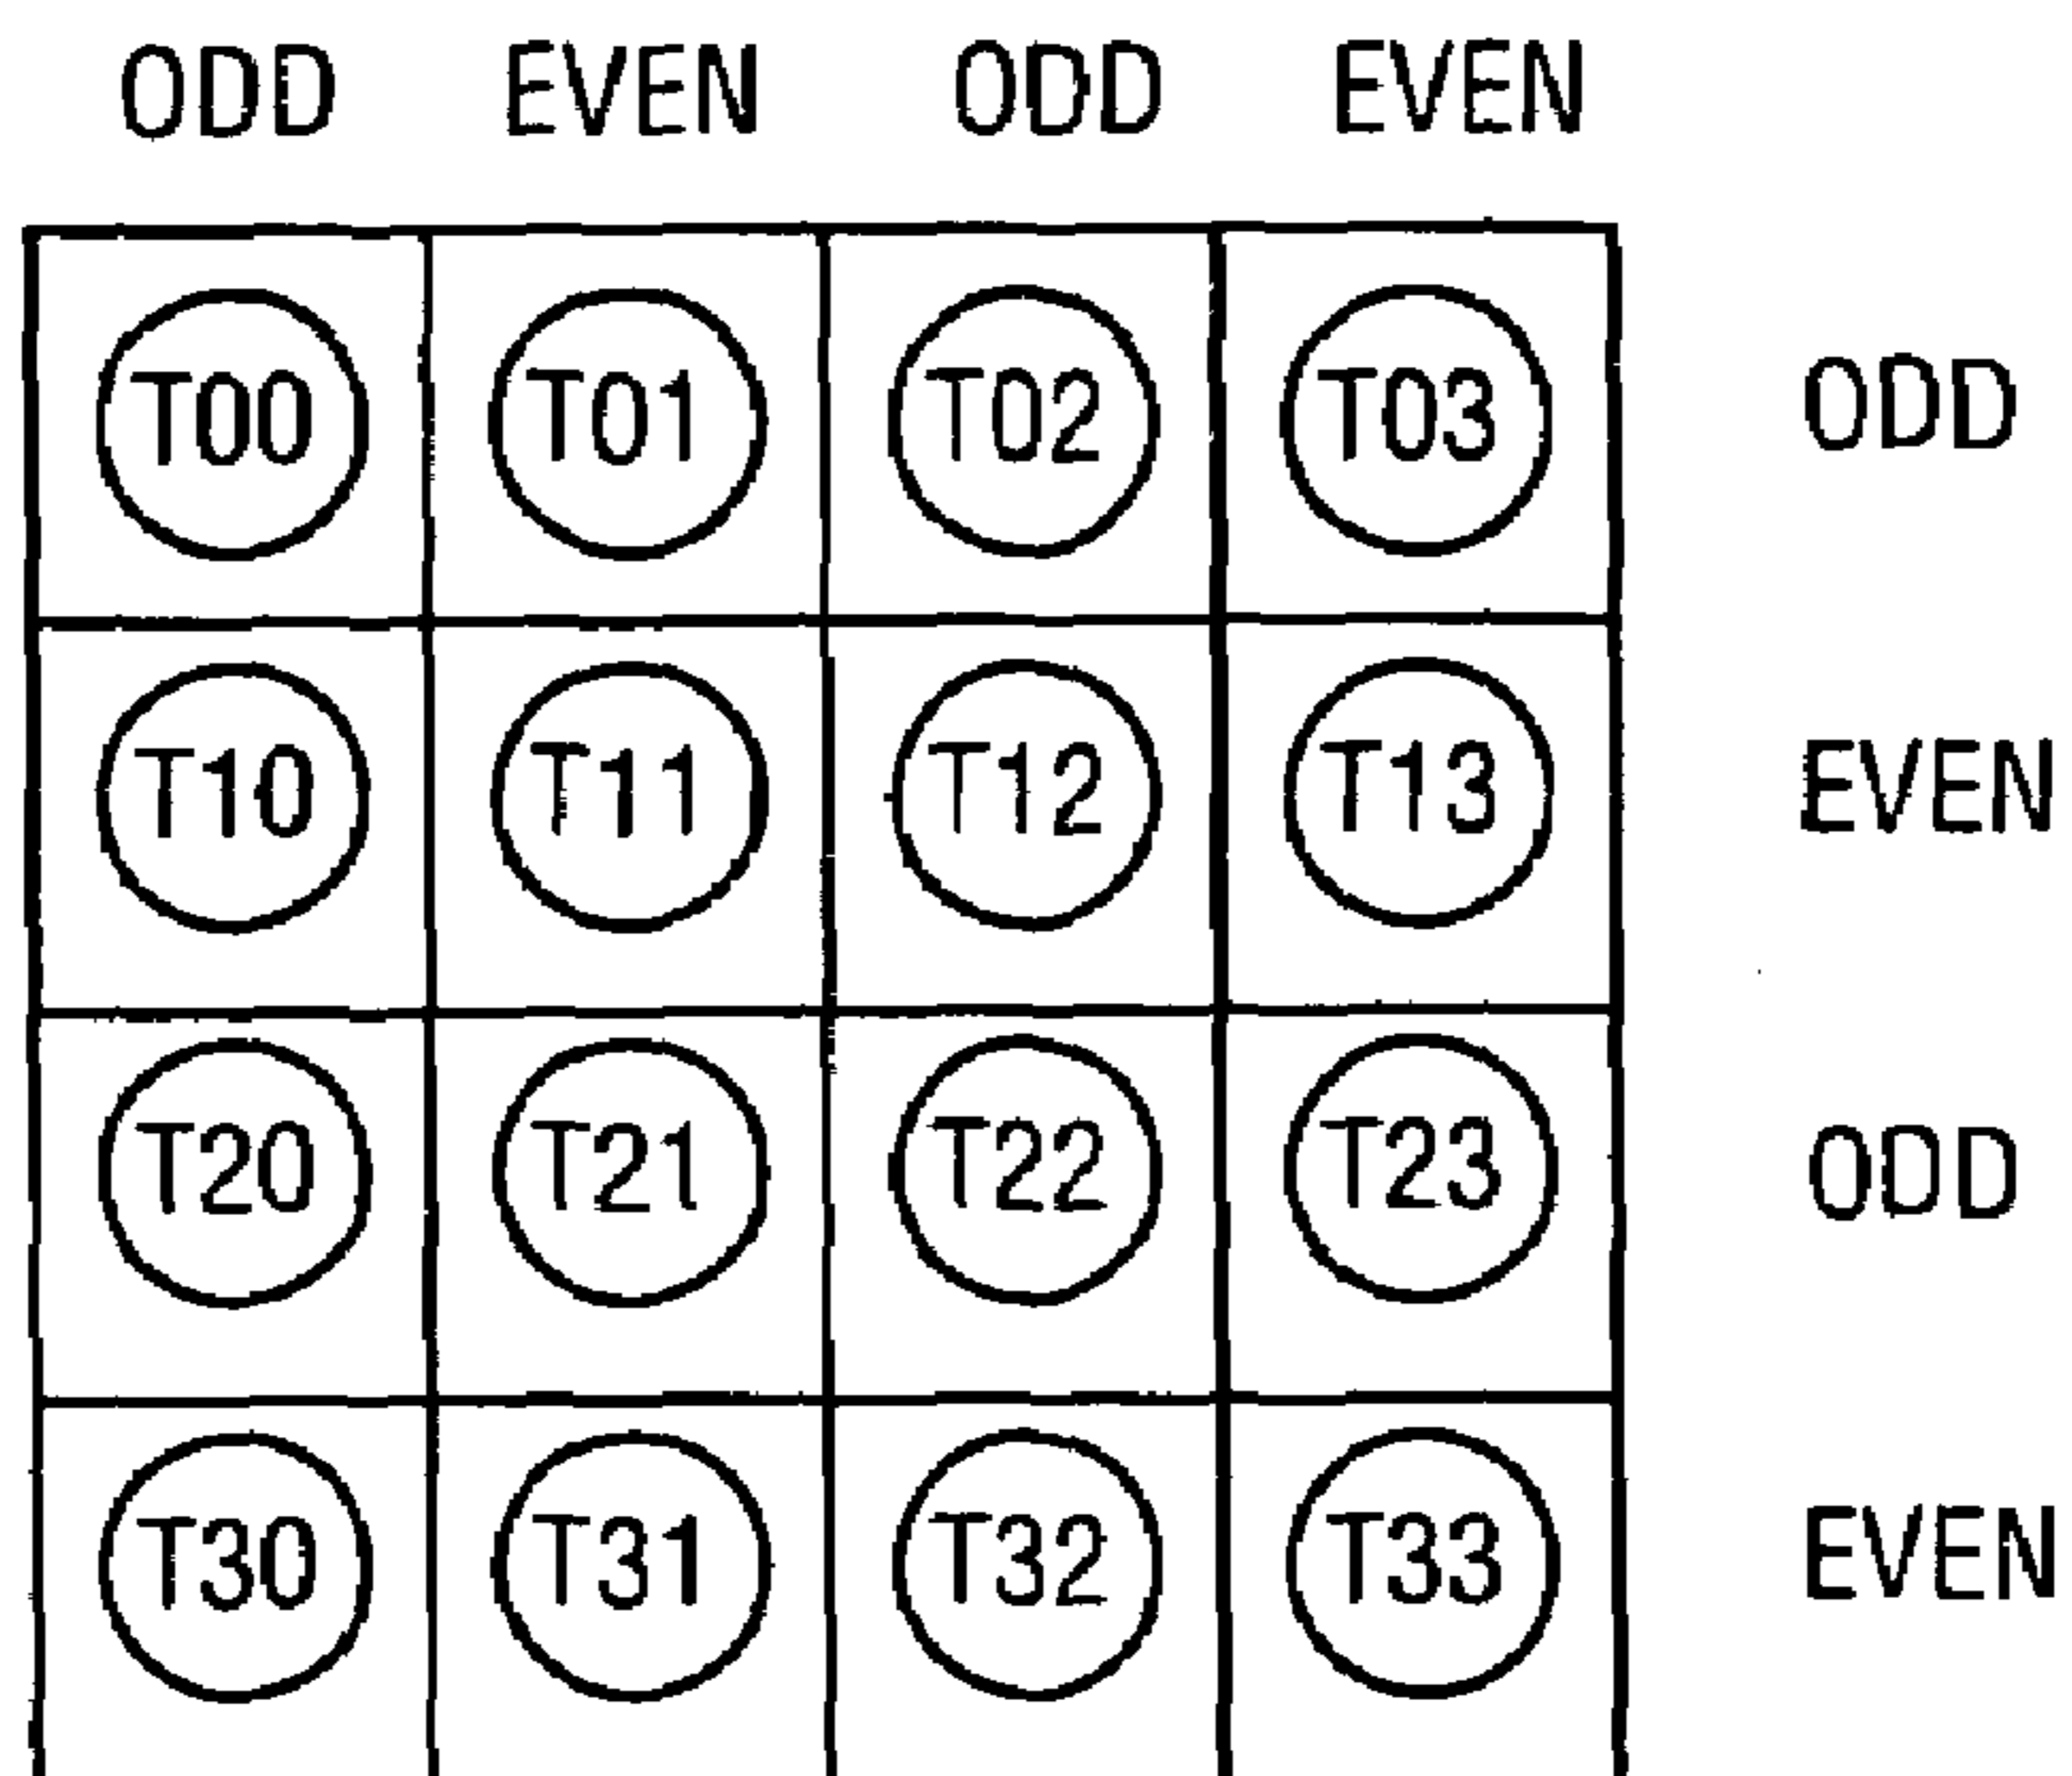 ODD EVEN ODD EVEN
T00 T01 T02 T03 ODD
T10 T11 T12 T13 EVEN
T20 T21 T22 T23 ODD
T30 T31 T32 T33 EVEN